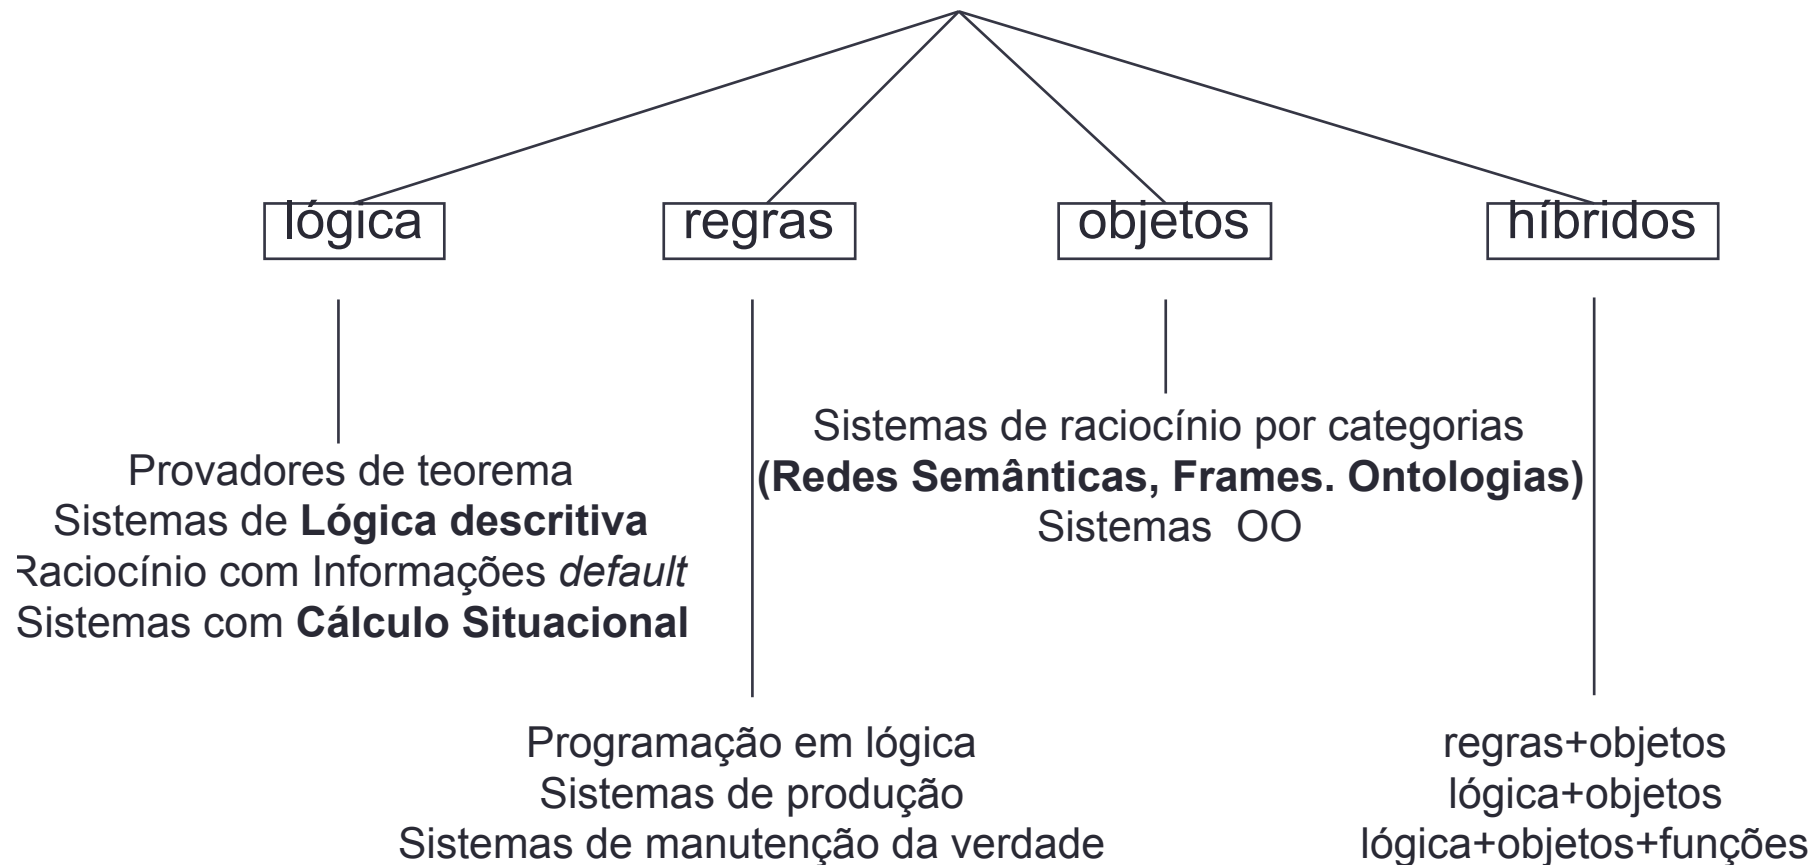 lógica
regras
objetos
híbridos
Provadores de teorema
Sistemas de Lógica descritiva
Raciocínio com Informações default
Sistemas com Cálculo Situacional
Sistemas de raciocínio por categorias
(Redes Semânticas, Frames. Ontologias)
Sistemas OO
Programação em lógica
Sistemas de produção
Sistemas de manutenção da verdade
regras+objetos
lógica+objetos
lógica+objetos+funções